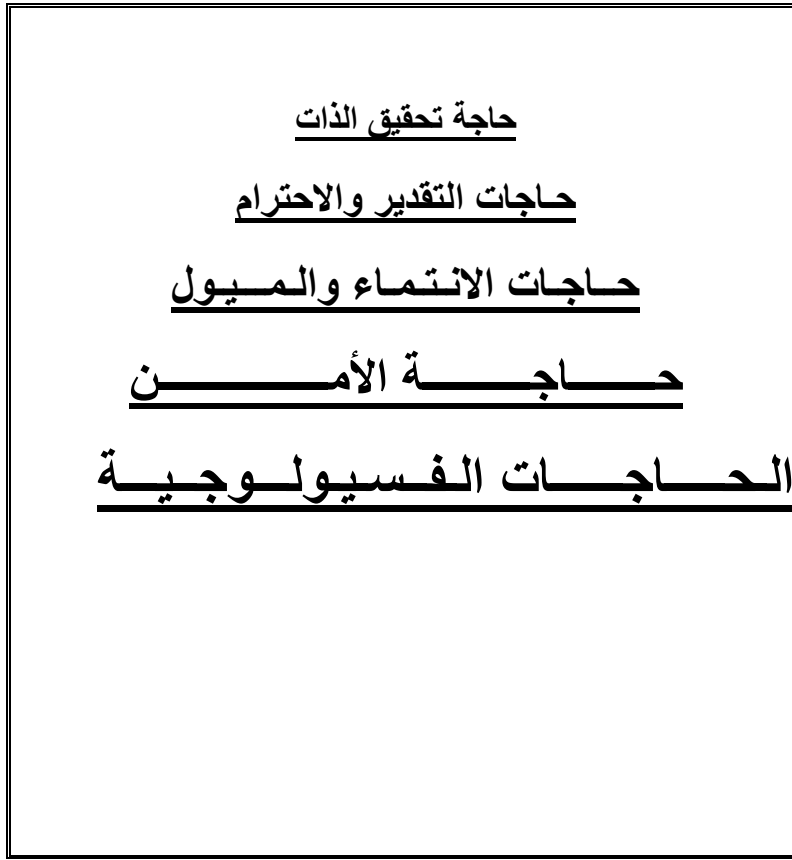 حاجة تحقيق الذات
حاجات التقدير والاحترام
حاجات الانتماء والميول
حاجة الأمن
الحاجات الفسيولوجية